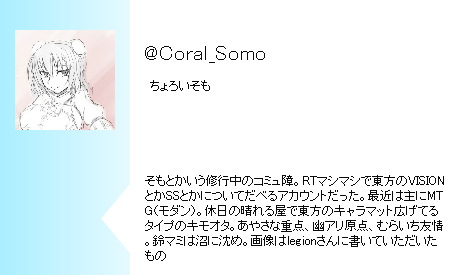 @Coral_Somo
ちょろいそも
そもとかいう修行中のコミュ障。RTマシマシで東方のVISION
とかSSとかについてだべるアカウントだった。最近は主にMT
G(モダン)。休日の晴れる屋で東方のキャラマット広げてる
タイプのキモオタ。あやさな重点、幽アリ原点、むらいち友情
。鈴マミは沼に沈め。画像はlegionさんに書いていただいた
もの